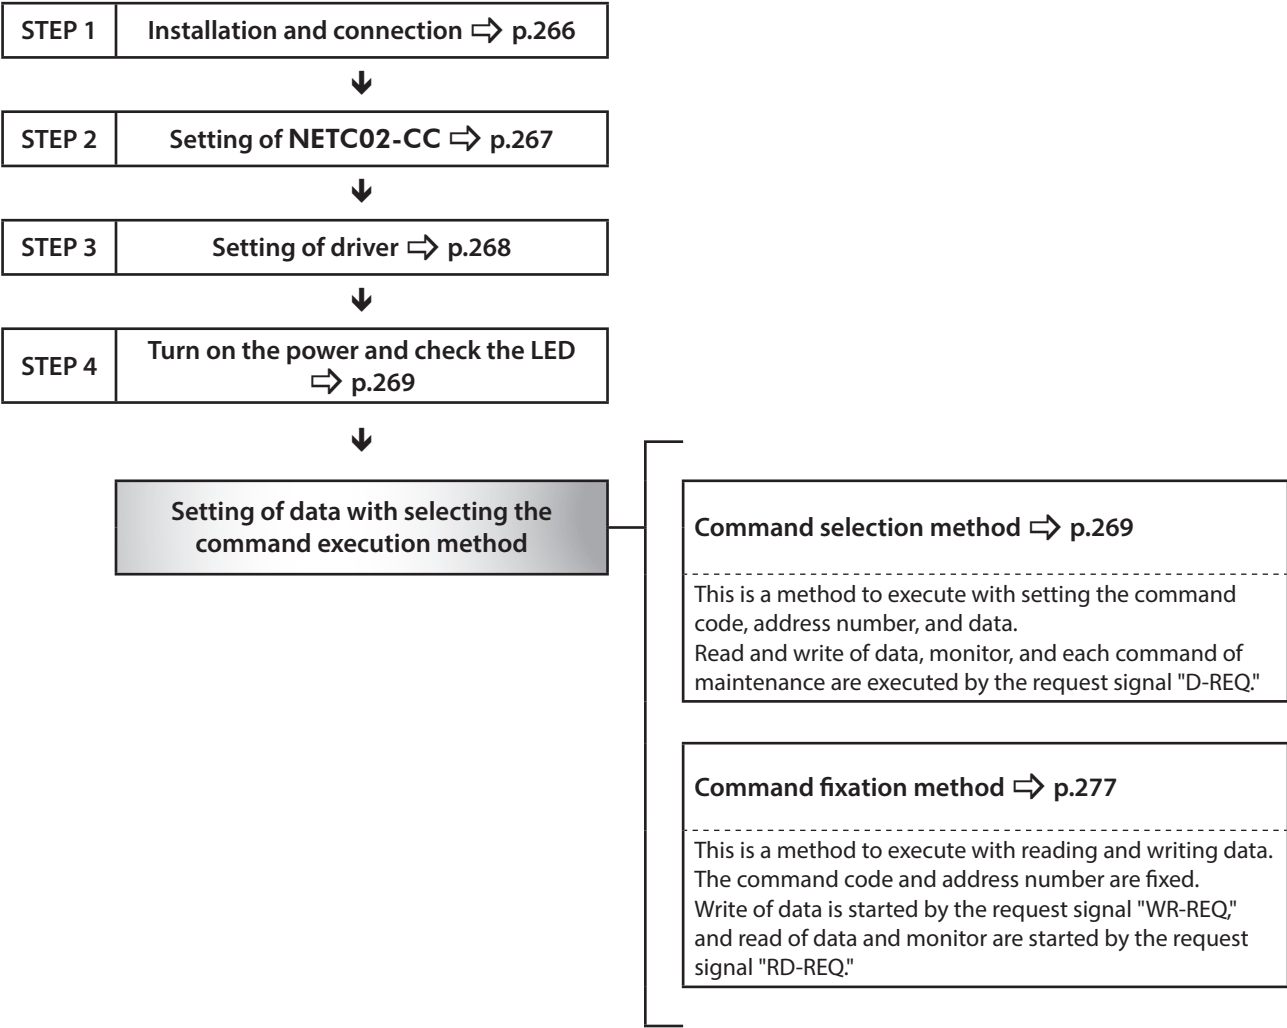 STEP 1
Installation and connection ⇨ p.266
STEP 2
Setting of NETC02-CC ⇨ p.267
STEP 3
Setting of driver ⇨ p.268
STEP 4
Turn on the power and check the LED
⇨ p.269
Setting of data with selecting the
command execution method
Command selection method ⇨ p.269
This is a method to execute with setting the command
code, address number, and data.
Read and write of data, monitor, and each command of
maintenance are executed by the request signal "D-REQ."
Command fixation method ⇨ p.277
This is a method to execute with reading and writing data.
The command code and address number are fixed.
Write of data is started by the request signal "WR-REQ,"
and read of data and monitor are started by the request
signal "RD-REQ."